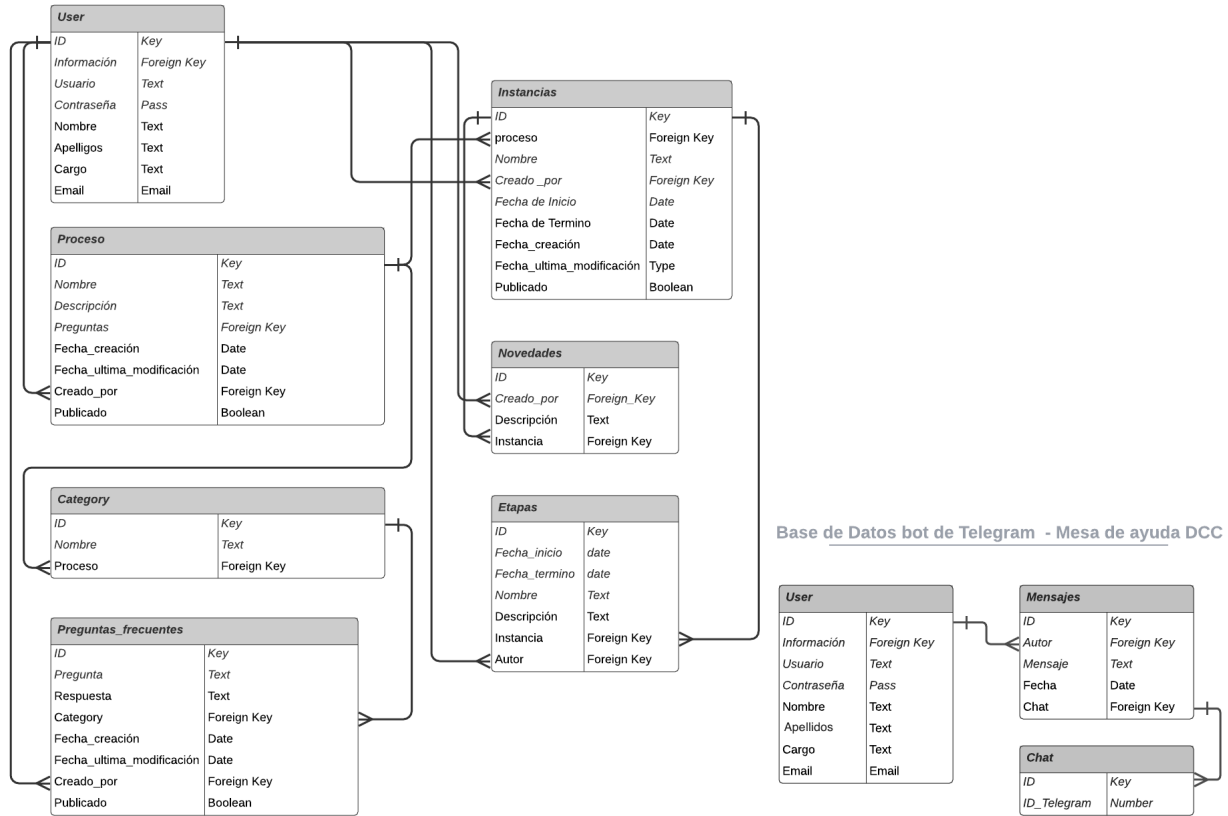 User
ID Key
Información Foreign Key
Usuario Text
Contraseña Pass
Nombre Text
Apelligos Text
Cargo Text
Email Email
Proceso
ID Key
Nombre Text
Descripción Text
Preguntas Foreign Key
Fecha_creación Date
Fecha_ultima_modificación Date
Creado_por Foreign Key
Publicado Boolean
Category
ID Key
Nombre Text
Proceso Foreign Key
Preguntas_frecuentes
ID Key
Pregunta Text
Respuesta Text
Category Foreign Key
Fecha_creación Date
Fecha_ultima_modificación Date
Creado_por Foreign Key
Publicado Boolean
Instancias
ID Key
proceso Foreign Key
Nombre Text
Creado _por Foreign Key
Fecha de Inicio Date
Fecha de Termino Date
Fecha_creación Date
Fecha_ultima_modificación Type
Publicado Boolean
Novedades
ID Key
Creado_por Foreign_Key
Descripción Text
Instancia Foreign Key
Etapas
ID Key
Fecha_inicio date
Fecha_termino date
Nombre Text
Descripción Text
Instancia Foreign Key
Autor Foreign Key
Base de Datos bot de Telegram - Mesa de ayuda DCC
User
ID Key
Información Foreign Key
Usuario Text
Contraseña Pass
Nombre Text
Apellidos Text
Cargo Text
Email Email
Mensajes
ID Key
Autor Foreign Key
Mensaje Text
Fecha Date
Chat Foreign Key
Chat
ID Key
ID_Telegram Number